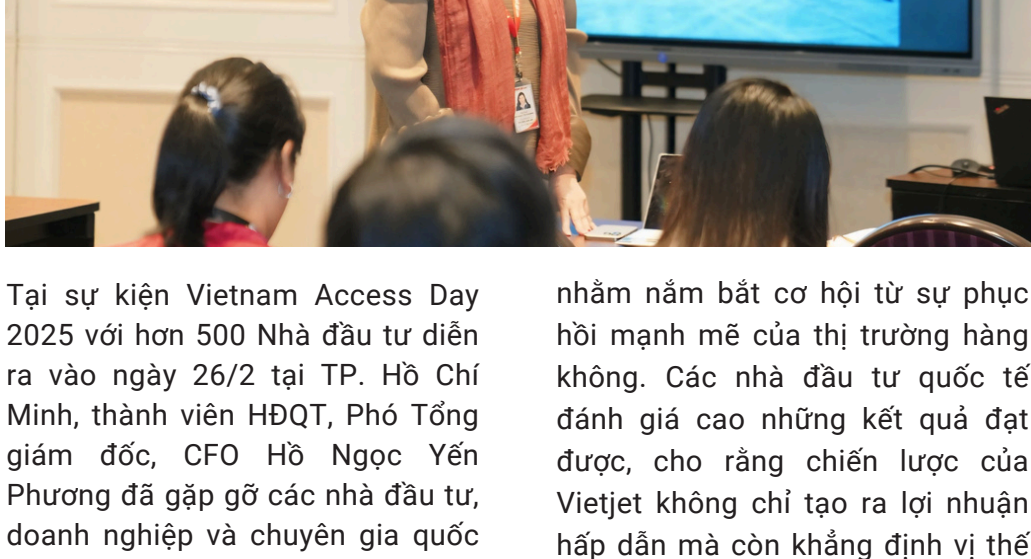 Tại sự kiện Vietnam Access Day
2025 với hơn 500 Nhà đầu tư diễn
ra vào ngày 26/2 tại TP. Hồ Chí
Minh, thành viên HĐQT, Phó Tổng
giám đốc, CFO Hồ Ngọc Yến
Phương đã gặp gỡ các nhà đầu tư,
doanh nghiệp và chuyên gia quốc
nhằm nắm bắt cơ hội từ sự phục
hồi mạnh mẽ của thị trường hàng
không. Các nhà đầu tư quốc tế
đánh giá cao những kết quả đạt
được, cho rằng chiến lược của
Vietjet không chỉ tạo ra lợi nhuận
hấp dẫn mà còn khẳng định vị thế